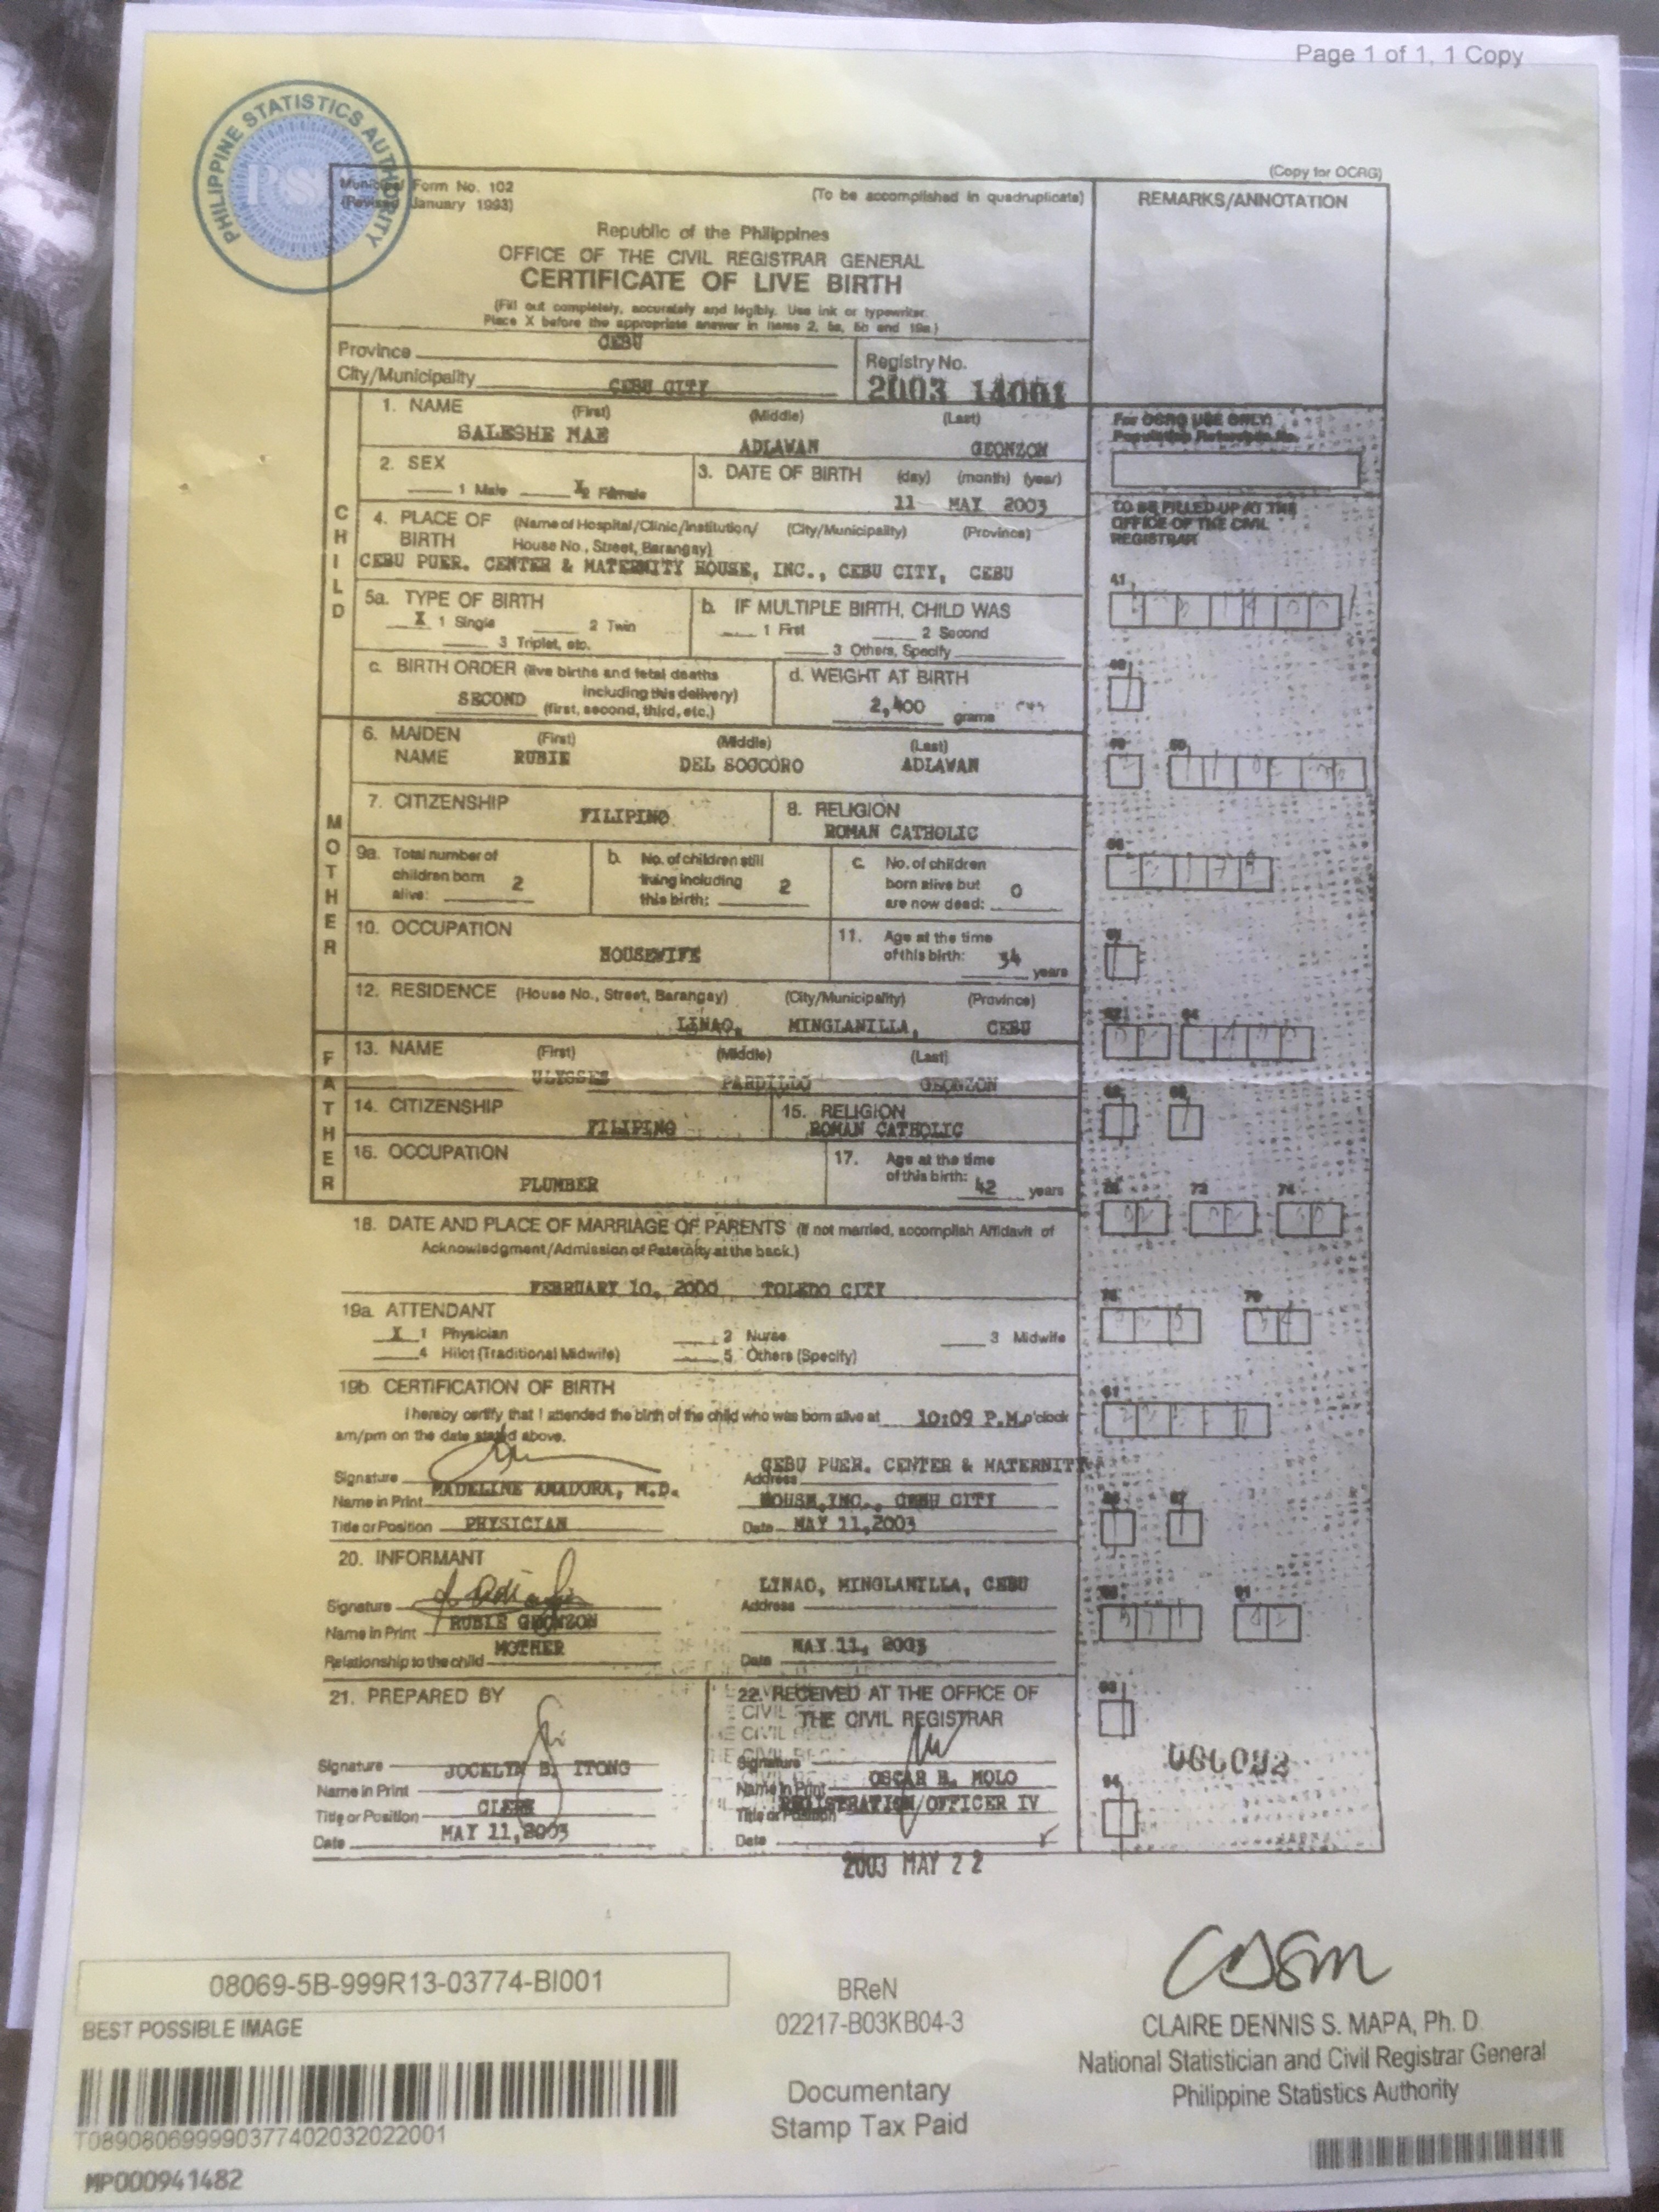 Page 1 of 1, 1 Copy
PHILIPPINE STATISTICS AUTHORITY
PSA
(Copy for OCRG)
Municipal Form No. 102
(Revised January 1993)
(To be accomplished in quadruplicate)
REMARKS/ANNOTATION
Republic of the Philippines
OFFICE OF THE CIVIL REGISTRAR GENERAL
CERTIFICATE OF LIVE BIRTH
(Fill out completely, accurately and legibly. Use ink or typewriter.
Place X before the appropriate answer in items 2, 5a, 5b and 19a.)
Province CEBU
City/Municipality CEBU CITY
Registry No.
2003 14001
For OCRG USE ONLY:
Population Reference No.
TO BE FILLED UP AT THE
OFFICE OF THE CIVIL
REGISTRAR
CHILD
1. NAME (First) (Middle) (Last)
SALESHE MAE ADLAWAN GEONZON
2. SEX
1 Male X 2 Female
3. DATE OF BIRTH (day) (month) (year)
11 MAY 2003
4. PLACE OF BIRTH (Name of Hospital/Clinic/Institution/ (City/Municipality) (Province)
House No., Street, Barangay)
CEBU PUER. CENTER & MATERNITY HOUSE, INC., CEBU CITY, CEBU
5a. TYPE OF BIRTH
X 1 Single 2 Twin
3 Triplet, etc.
b. IF MULTIPLE BIRTH, CHILD WAS
1 First 2 Second
3 Others, Specify
c. BIRTH ORDER (live births and fetal deaths
including this delivery)
SECOND (first, second, third, etc.)
d. WEIGHT AT BIRTH
2,400 grams
MOTHER
6. MAIDEN NAME (First) (Middle) (Last)
RUBIE DEL SOCCORO ADLAWAN
7. CITIZENSHIP
FILIPINO
8. RELIGION
ROMAN CATHOLIC
9a. Total number of
children born
alive: 2
b. No. of children still
living including
this birth: 2
c. No. of children
born alive but
are now dead: 0
10. OCCUPATION
HOUSEWIFE
11. Age at the time
of this birth: 34 years
12. RESIDENCE (House No., Street, Barangay) (City/Municipality) (Province)
LINAO, MINGLANILLA, CEBU
FATHER
13. NAME (First) (Middle) (Last)
ULYSSES PARDILLO GEONZON
14. CITIZENSHIP
FILIPINO
15. RELIGION
ROMAN CATHOLIC
16. OCCUPATION
PLUMBER
17. Age at the time
of this birth: 42 years
18. DATE AND PLACE OF MARRIAGE OF PARENTS (If not married, accomplish Affidavit of
Acknowledgment/Admission of Paternity at the back.)
FEBRUARY 10, 2000 TOLEDO CITY
19a. ATTENDANT
X 1 Physician 2 Nurse 3 Midwife
4 Hilot (Traditional Midwife) 5 Others (Specify)
19b. CERTIFICATION OF BIRTH
I hereby certify that I attended the birth of the child who was born alive at 10:09 P.M. o'clock
am/pm on the date stated above.
Signature
Name in Print MADELINE AMADORA, M.D.
Title or Position PHYSICIAN
CEBU PUER. CENTER & MATERNITY
Address
HOUSE, INC., CEBU CITY
Date MAY 11, 2003
20. INFORMANT
Signature
Name in Print RUBIE GEONZON
Relationship to the child MOTHER
LINAO, MINGLANILLA, CEBU
Address
Date MAY 11, 2003
21. PREPARED BY
Signature
Name in Print JOCELYN B. ITONG
Title or Position CLERK
Date MAY 11, 2003
22. RECEIVED AT THE OFFICE OF
THE CIVIL REGISTRAR
Signature
Name in Print OSCAR B. MOLO
Title or Position REGISTRATION OFFICER IV
Date
2003 MAY 22
08069-5B-999R13-03774-BI001
BEST POSSIBLE IMAGE
T089080699990377402032022001
MP000941482
BReN
02217-B03KB04-3
Documentary
Stamp Tax Paid
CLAIRE DENNIS S. MAPA, Ph. D.
National Statistician and Civil Registrar General
Philippine Statistics Authority